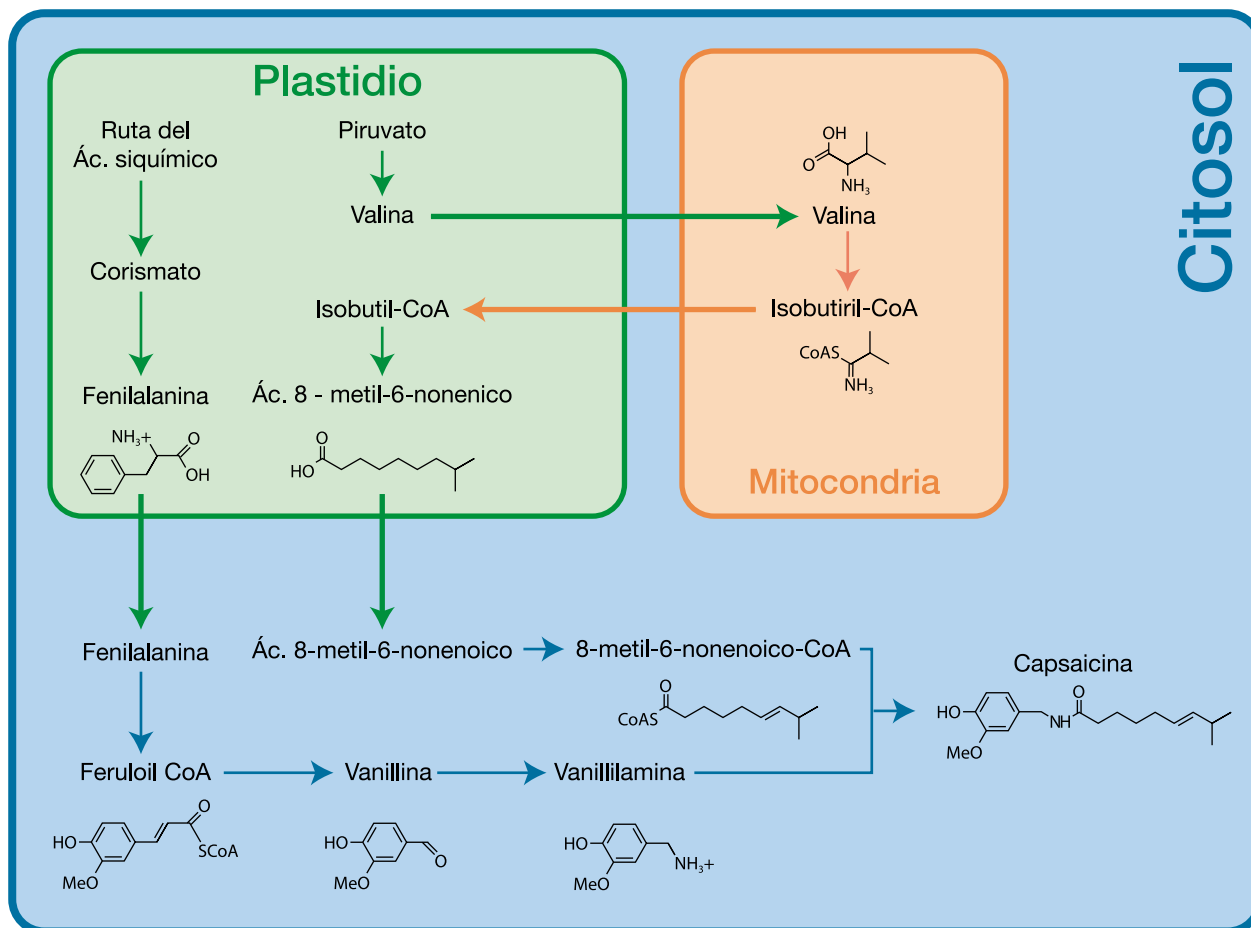 Citosol
Plastidio
Ruta del
Ác. siquímico
Piruvato
OH
O
NH₃
Valina
Valina
Corismato
Isobutil-CoA
Isobutiril-CoA
CoAS
NH₃
Fenilalanina
Ác. 8 - metil-6-nonenico
NH₃+
O
OH
O
HO
Mitocondria
Fenilalanina
Ác. 8-metil-6-nonenoico
8-metil-6-nonenoico-CoA
O
CoAS
Capsaicina
O
HO
NH
MeO
Feruloil CoA
Vanillina
Vanillilamina
O
HO
SCoA
MeO
HO
O
MeO
HO
NH₃+
MeO